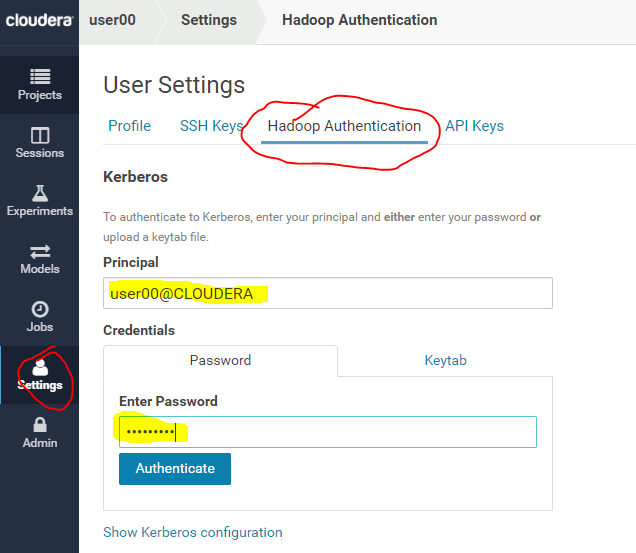 cloudera
user00
Settings
Hadoop Authentication
Projects
Sessions
Experiments
Models
Jobs
Settings
Admin
User Settings
Profile
SSH Keys
Hadoop Authentication
API Keys
Kerberos
To authenticate to Kerberos, enter your principal and either enter your password or
upload a keytab file.
Principal
user00@CLOUDERA
Credentials
Password
Keytab
Enter Password
•••••••••
Authenticate
Show Kerberos configuration